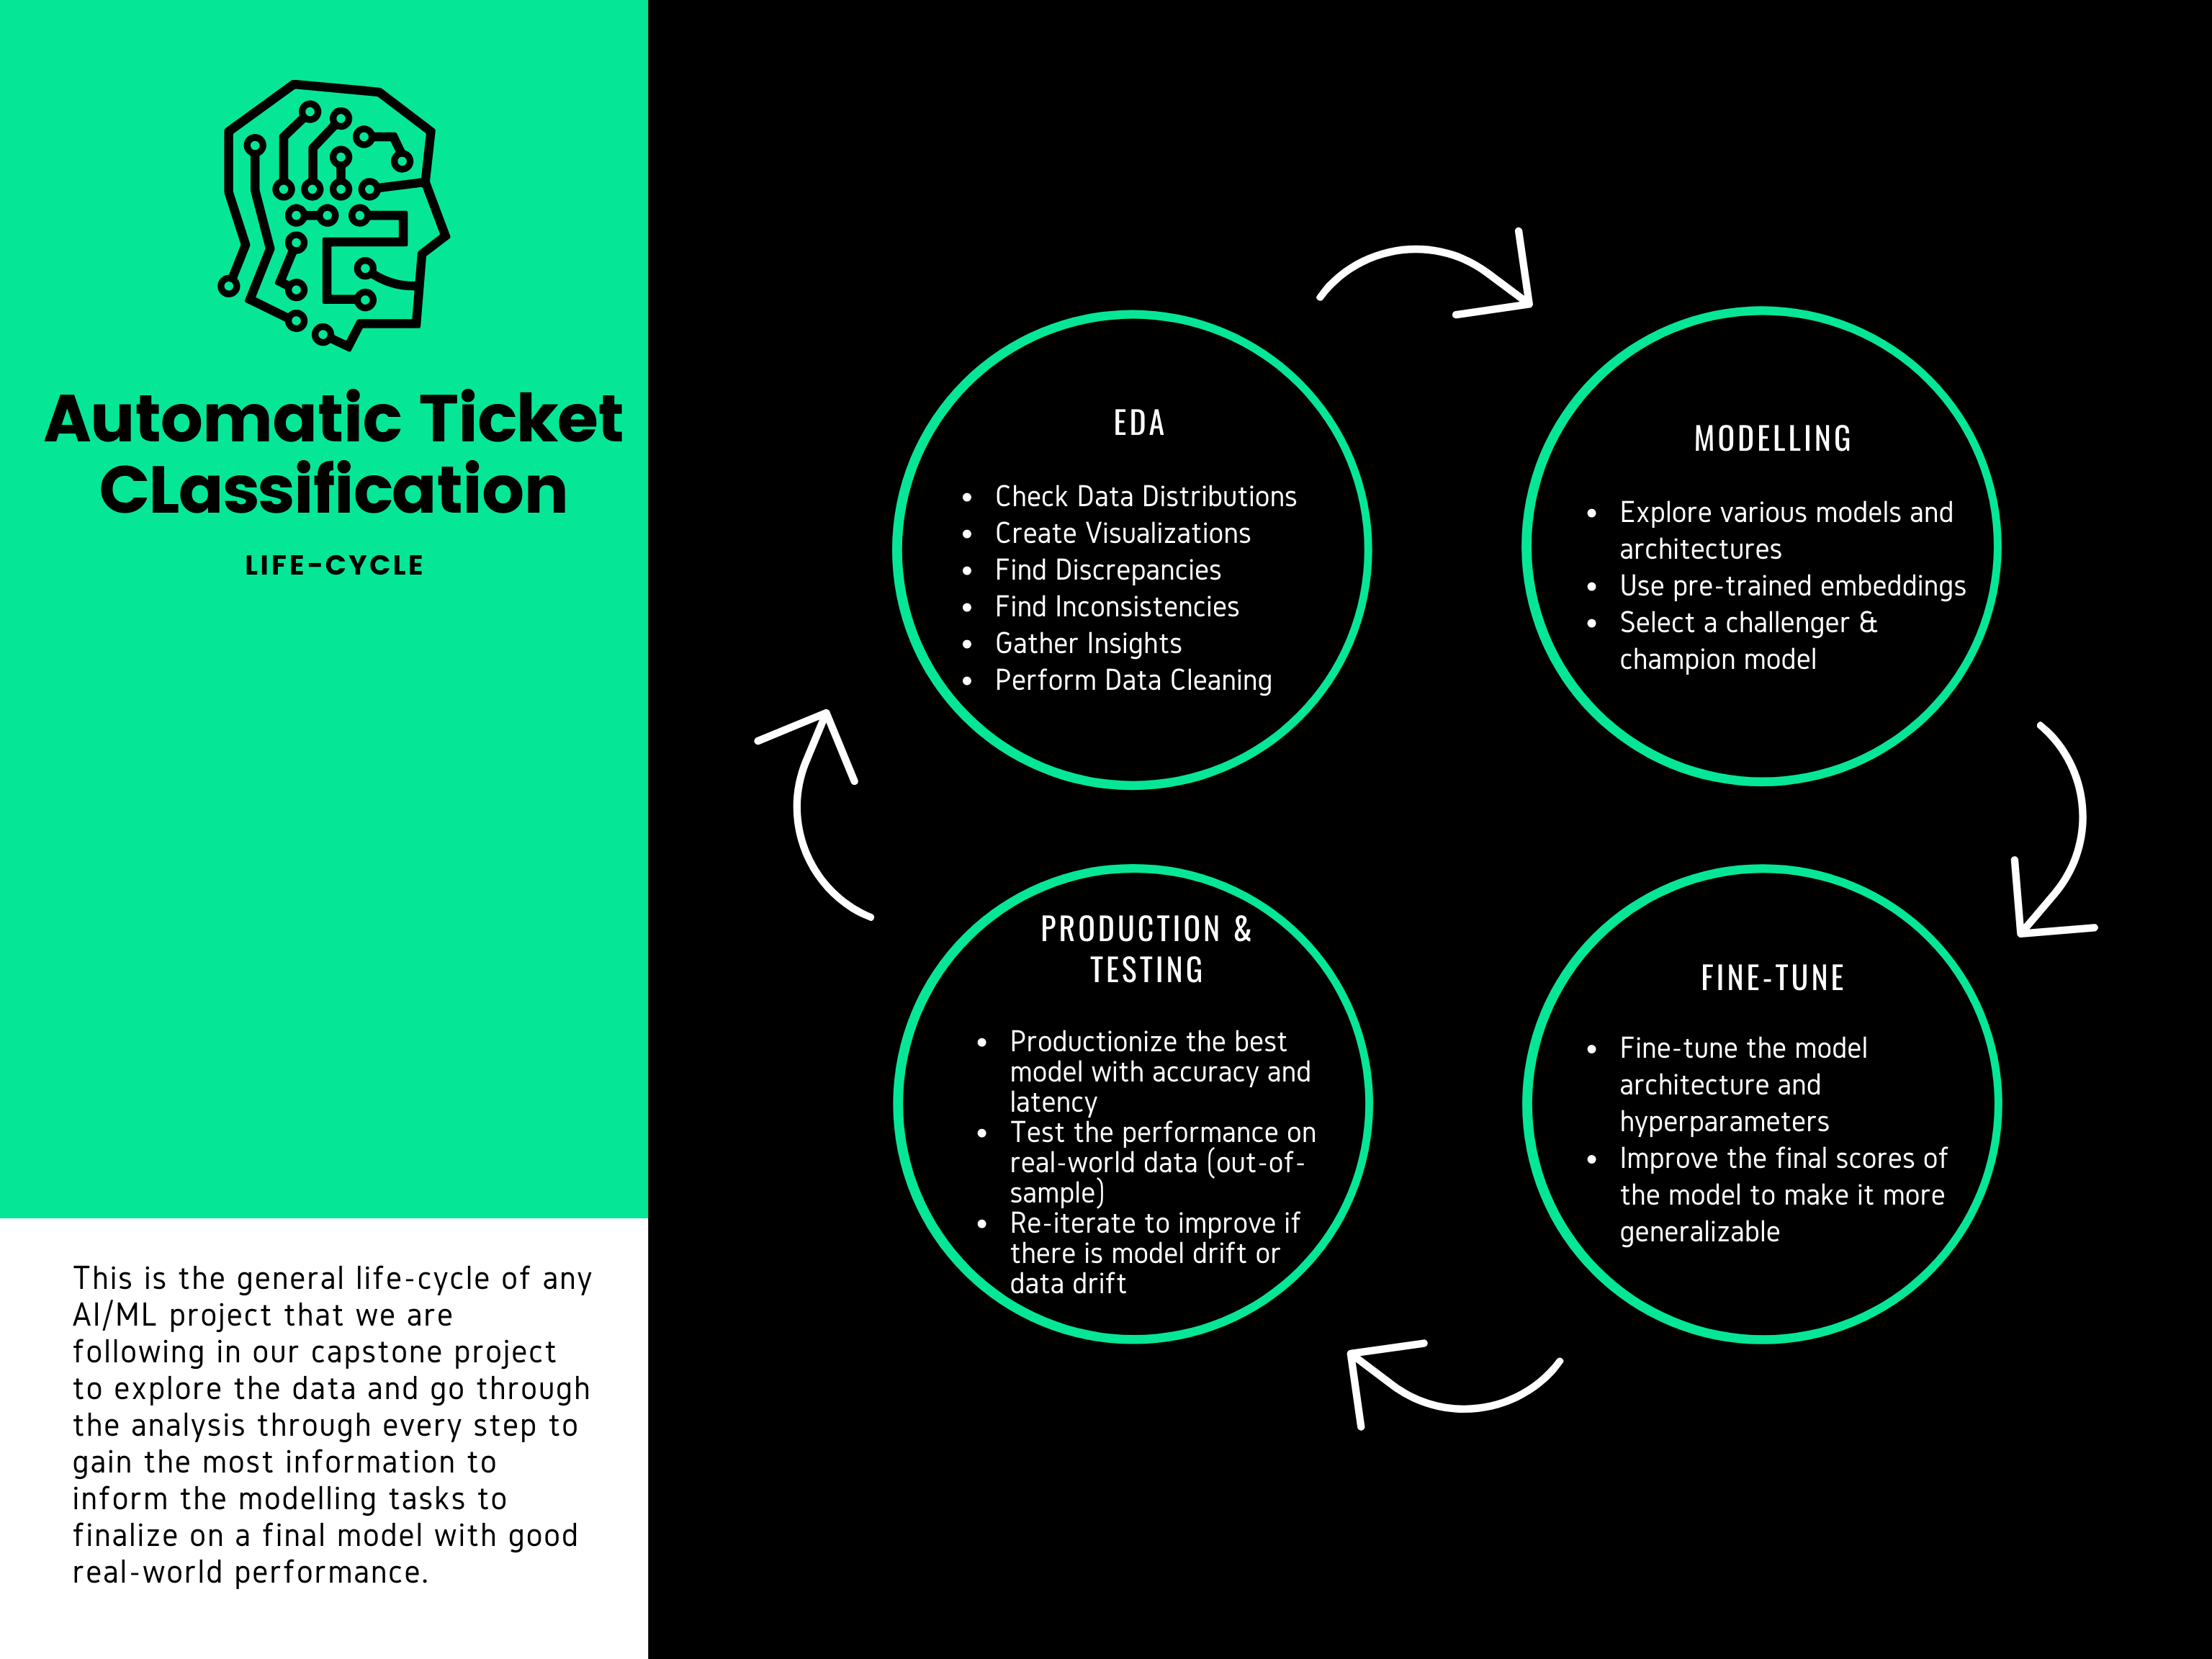 Automatic Ticket
CLassification
LIFE-CYCLE
This is the general life-cycle of any
AI/ML project that we are
following in our capstone project
to explore the data and go through
the analysis through every step to
gain the most information to
inform the modelling tasks to
finalize on a final model with good
real-world performance.
EDA
• Check Data Distributions
• Create Visualizations
• Find Discrepancies
• Find Inconsistencies
• Gather Insights
• Perform Data Cleaning
MODELLING
• Explore various models and
architectures
• Use pre-trained embeddings
• Select a challenger &
champion model
FINE-TUNE
• Fine-tune the model
architecture and
hyperparameters
• Improve the final scores of
the model to make it more
generalizable
PRODUCTION &
TESTING
• Productionize the best
model with accuracy and
latency
• Test the performance on
real-world data (out-of-
sample)
• Re-iterate to improve if
there is model drift or
data drift